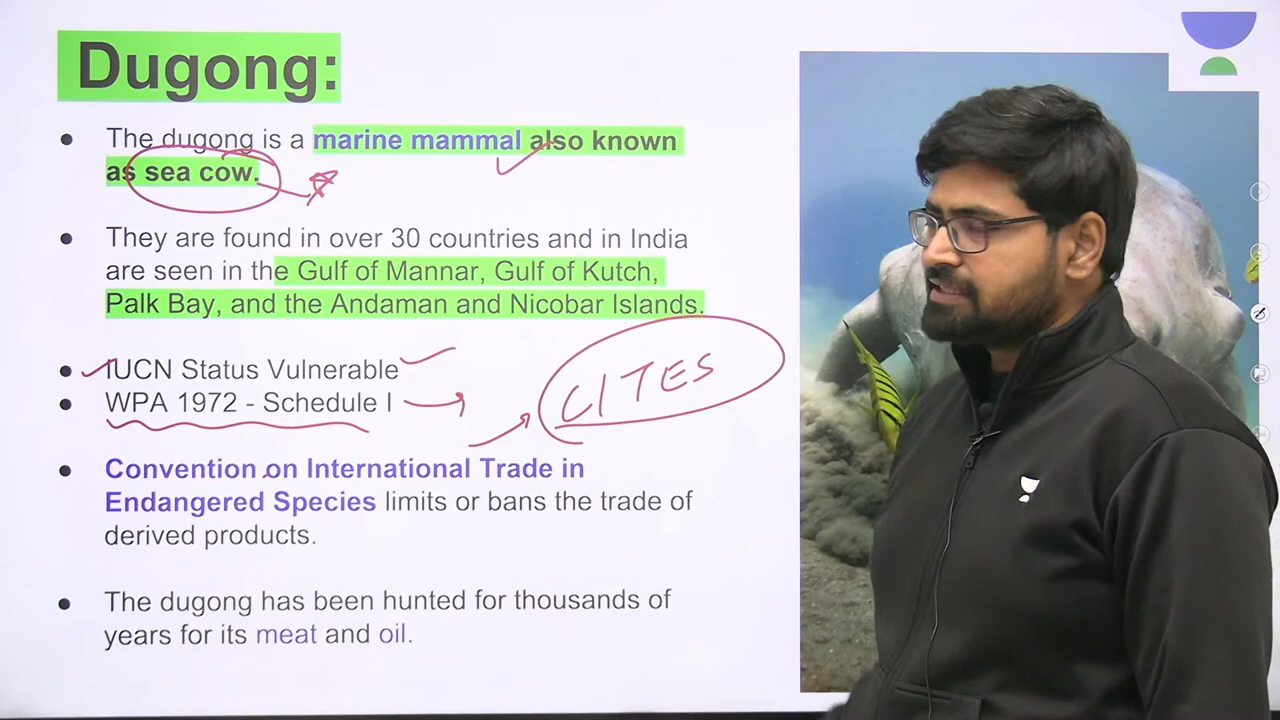 Dugong:
● The dugong is a marine mammal also known
as sea cow.
● They are found in over 30 countries and in India
are seen in the Gulf of Mannar, Gulf of Kutch,
Palk Bay, and the Andaman and Nicobar Islands.
● IUCN Status Vulnerable
CITES
● WPA 1972 - Schedule I
● Convention on International Trade in
Endangered Species limits or bans the trade of
derived products.
● The dugong has been hunted for thousands of
years for its meat and oil.